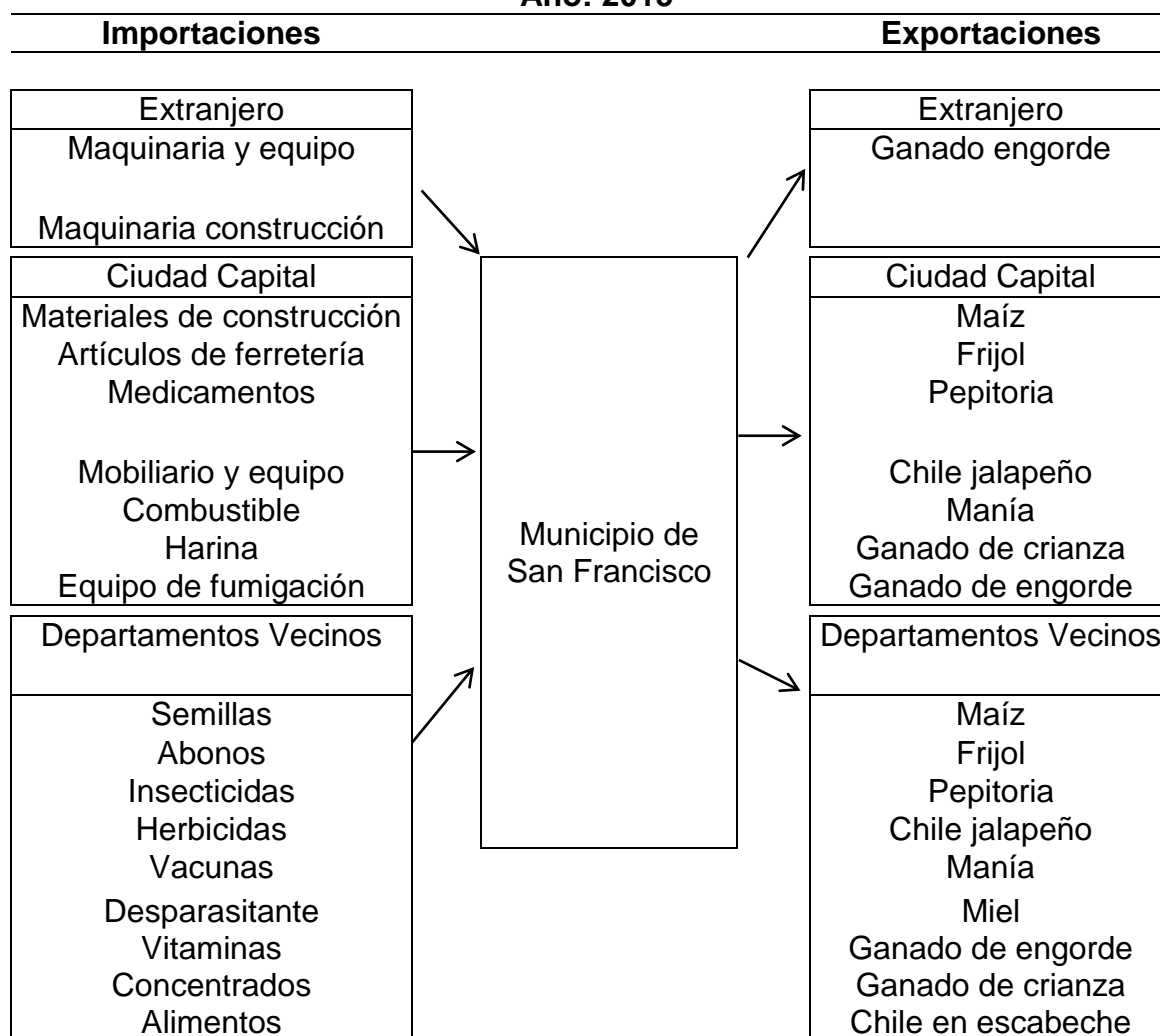 Año:
Importaciones
Exportaciones
Extranjero
Maquinaria y equipo
Maquinaria construcción
Ciudad Capital
Materiales de construcción
Artículos de ferretería
Medicamentos
Mobiliario y equipo
Combustible
Harina
Equipo de fumigación
Departamentos Vecinos
Semillas
Abonos
Insecticidas
Herbicidas
Vacunas
Desparasitante
Vitaminas
Concentrados
Alimentos
Municipio de
San Francisco
Extranjero
Ganado engorde
Ciudad Capital
Maíz
Frijol
Pepitoria
Chile jalapeño
Manía
Ganado de crianza
Ganado de engorde
Departamentos Vecinos
Maíz
Frijol
Pepitoria
Chile jalapeño
Manía
Miel
Ganado de engorde
Ganado de crianza
Chile en escabeche